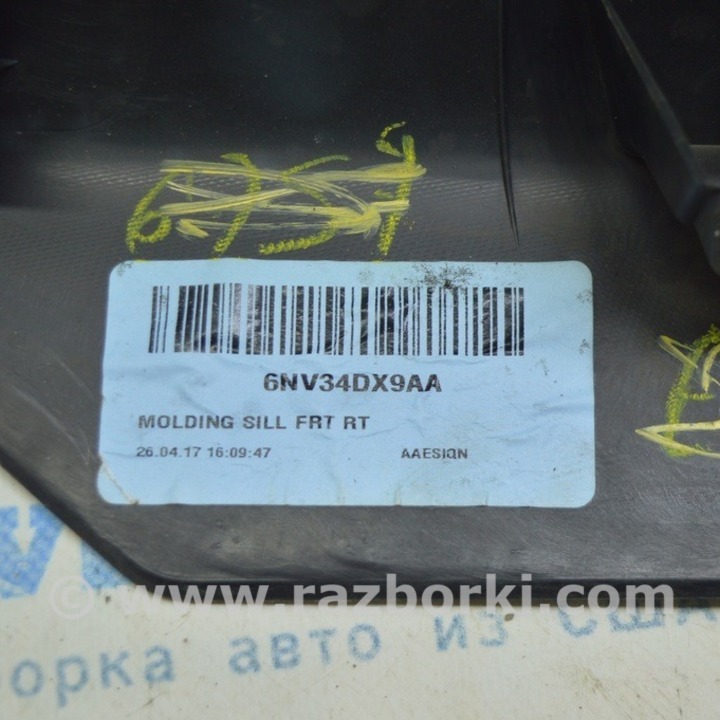 6NV34DX9AA
MOLDING SILL FRT RT
26.04.17 16:09:47 AAESIQN
© www.razborki.com
орка авто из США